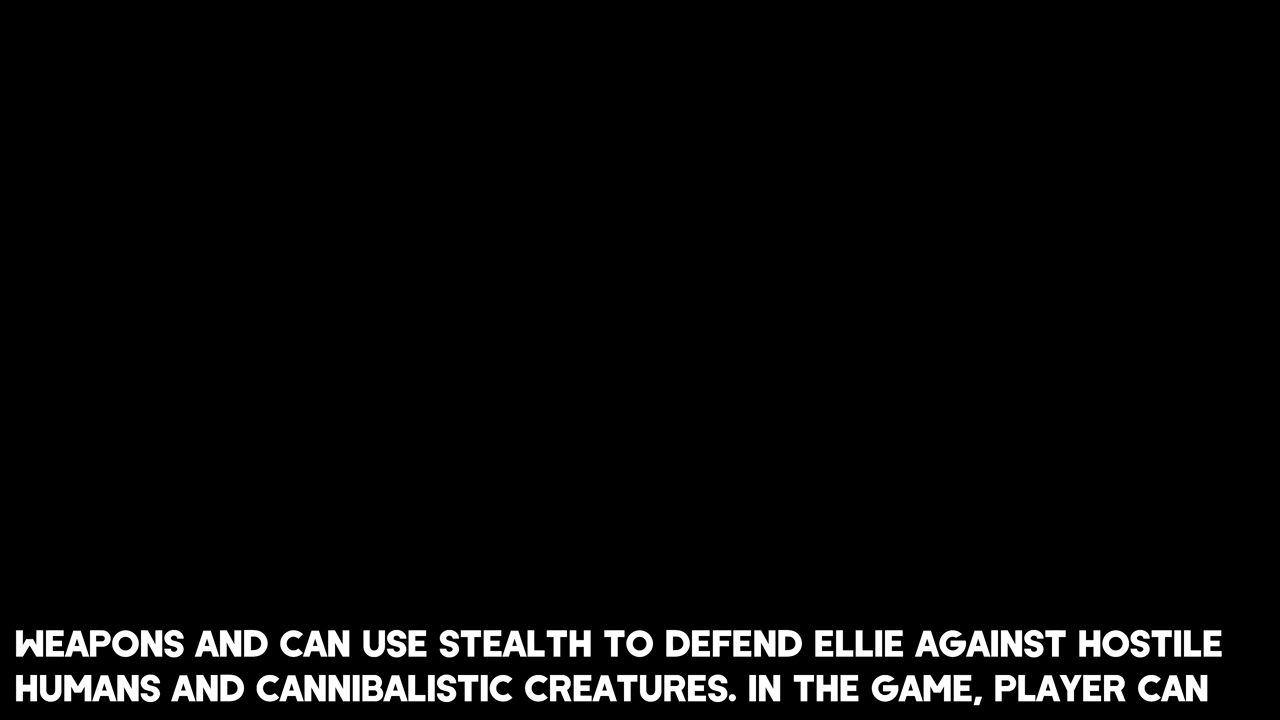 WEAPONS AND CAN USE STEALTH TO DEFEND ELLIE AGAINST HOSTILE
HUMANS AND CANNIBALISTIC CREATURES. IN THE GAME, PLAYER CAN